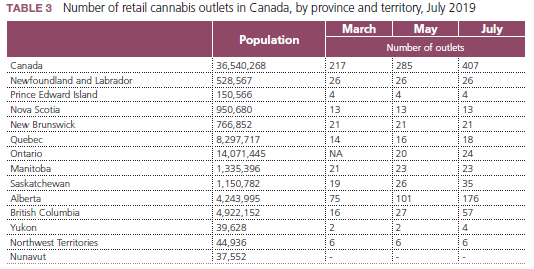 TABLE 3 Number of retail cannabis outlets in Canada, by province and territory, July 2019
Population March May July
Number of outlets
Canada 36,540,268 217 285 407
Newfoundland and Labrador 528,567 26 26 26
Prince Edward Island 150,566 4 4 4
Nova Scotia 950,680 13 13 13
New Brunswick 766,852 21 21 21
Quebec 8,297,717 14 16 18
Ontario 14,071,445 NA 20 24
Manitoba 1,335,396 21 23 23
Saskatchewan 1,150,782 19 26 35
Alberta 4,243,995 75 101 176
British Columbia 4,922,152 16 27 57
Yukon 39,628 2 2 4
Northwest Territories 44,936 6 6 6
Nunavut 37,552 - - -